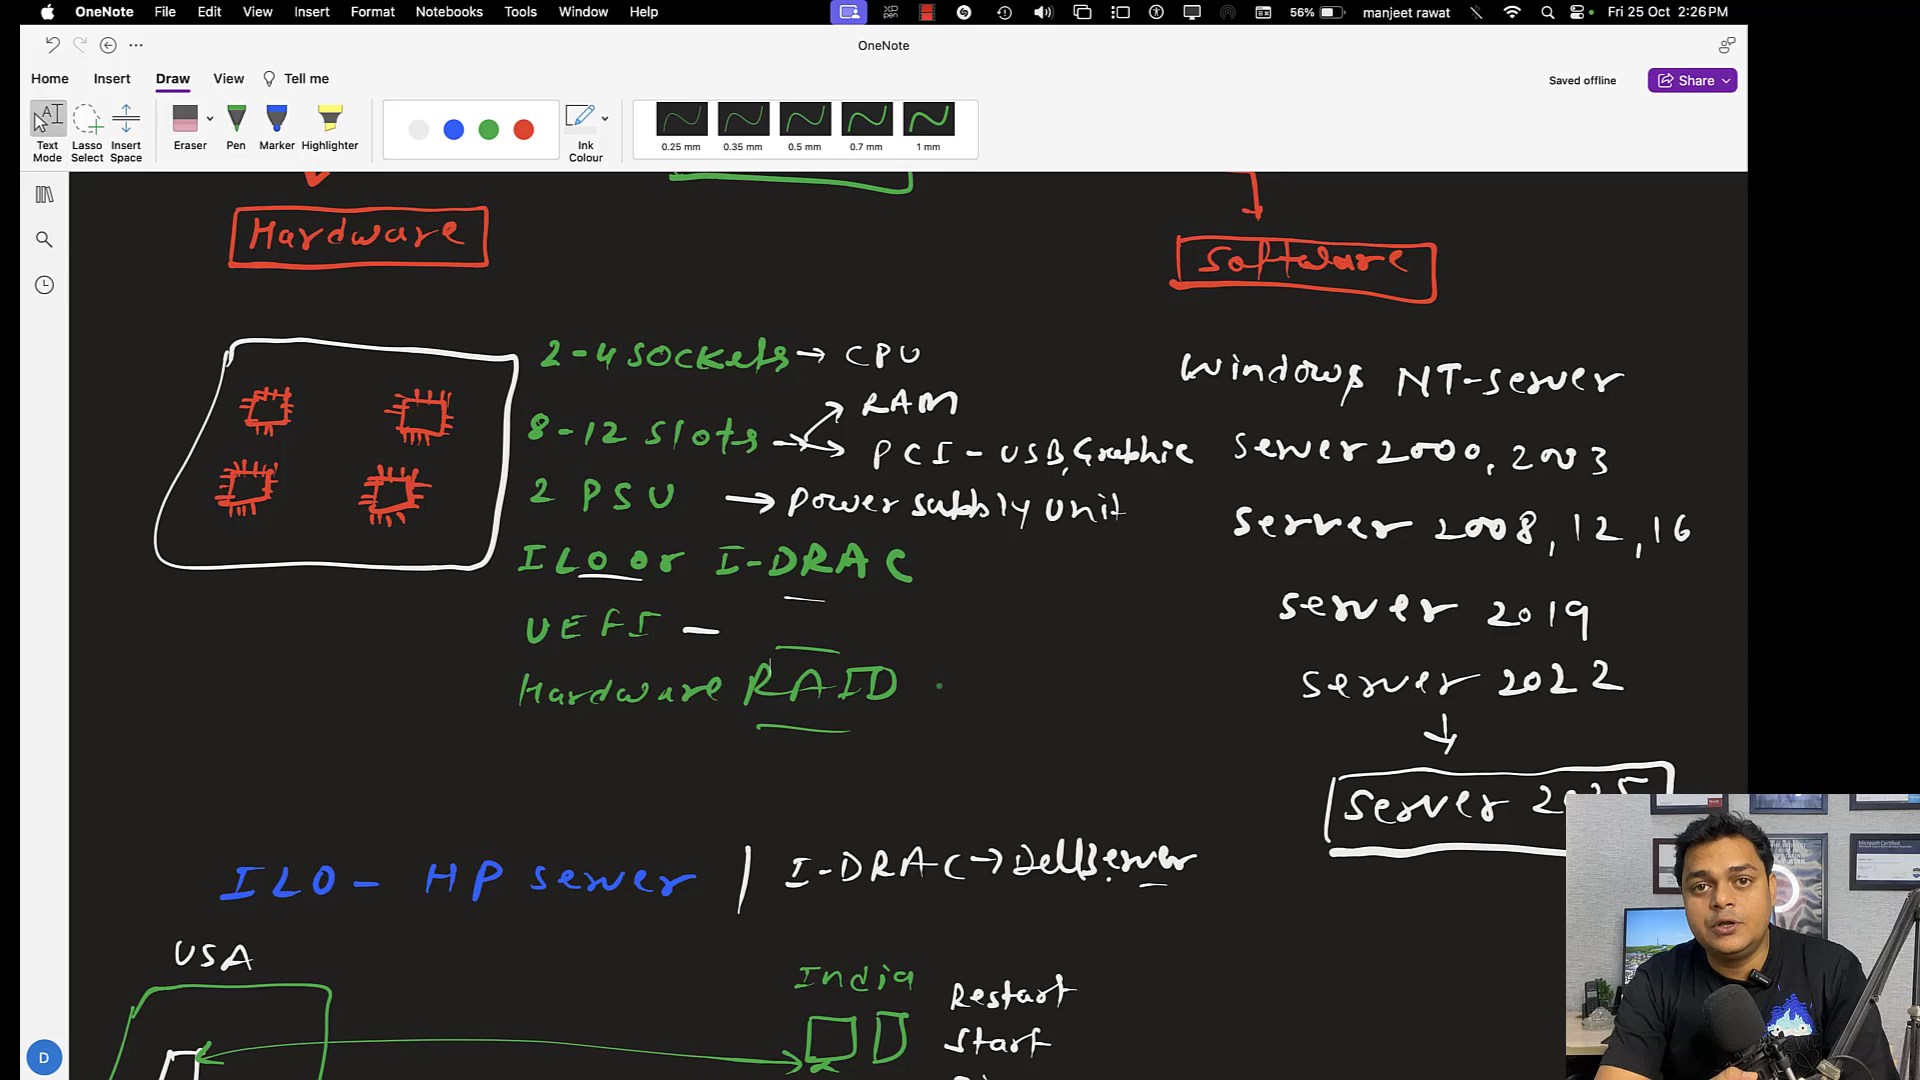 OneNote File Edit View Insert Format Notebooks Tools Window Help 56% manjeet rawat Fri 25 Oct 2:26 PM
OneNote
Home Insert Draw View Tell me Saved offline Share
Text Mode Lasso Select Insert Space Eraser Pen Marker Highlighter Ink Colour 0.25 mm 0.35 mm 0.5 mm 0.7 mm 1 mm
Hardware
Software
2-4 Sockets → CPU
8-12 Slots → RAM
PCI - USB, Graphic
2 PSU → Power Supply Unit
ILO or I-DRAC
UEFI -
Hardware RAID
Windows NT-Server
Server 2000, 2003
Server 2008, 12, 16
Server 2019
Server 2022
↓
Server 2025
ILO - HP Server | I-DRAC → Dell Server
USA
India
Restart
Start
D